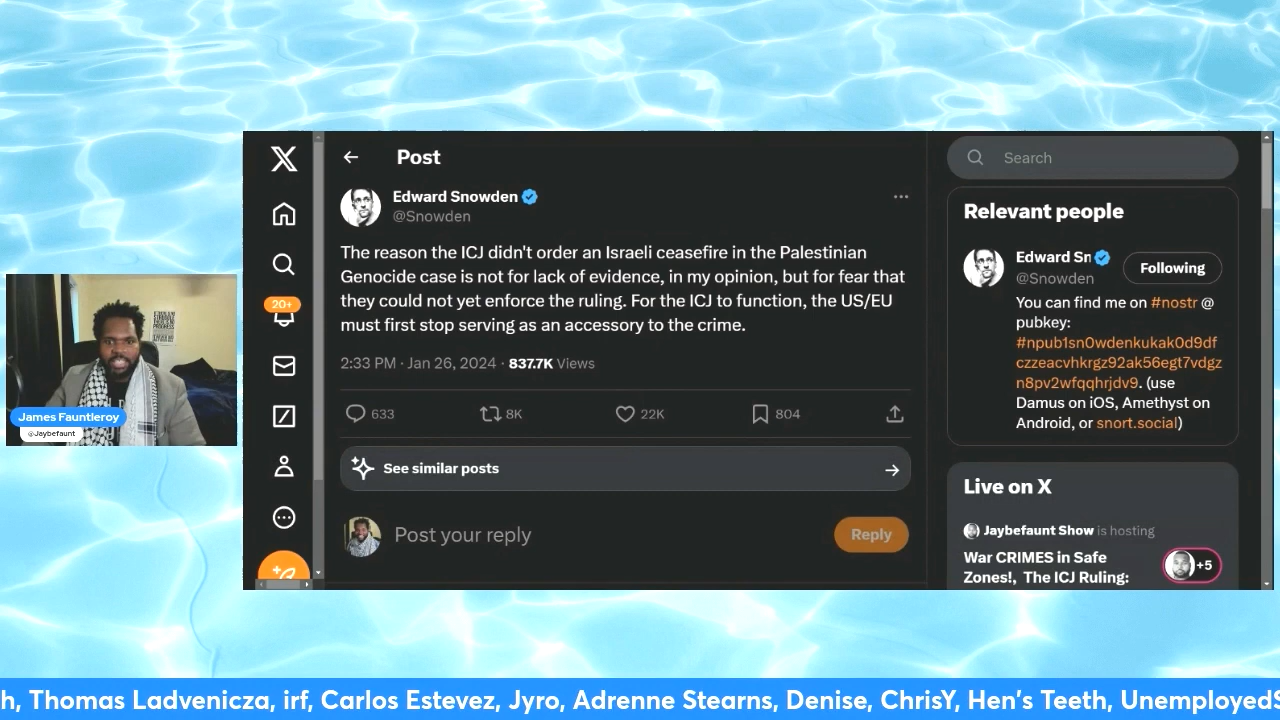 Post
Edward Snowden
@Snowden
The reason the ICJ didn't order an Israeli ceasefire in the Palestinian
Genocide case is not for lack of evidence, in my opinion, but for fear that
they could not yet enforce the ruling. For the ICJ to function, the US/EU
must first stop serving as an accessory to the crime.
2:33 PM · Jan 26, 2024 · 837.7K Views
633 8K 22K 804
See similar posts
Post your reply
Reply
20+
Search
Relevant people
Edward Sn
@Snowden
Following
You can find me on #nostr @
pubkey:
#npub1sn0wdenkukak0d9df
czzeacvhkrgz92ak56egt7vdgz
n8pv2wfqqhrjdv9. (use
Damus on iOS, Amethyst on
Android, or snort.social)
Live on X
Jaybefaunt Show is hosting
War CRIMES in Safe
Zones!, The ICJ Ruling:
+5
James Fauntleroy
@Jaybefaunt
h, Thomas Ladvenicza, irf, Carlos Estevez, Jyro, Adrenne Stearns, Denise, ChrisY, Hen's Teeth, UnemployedS